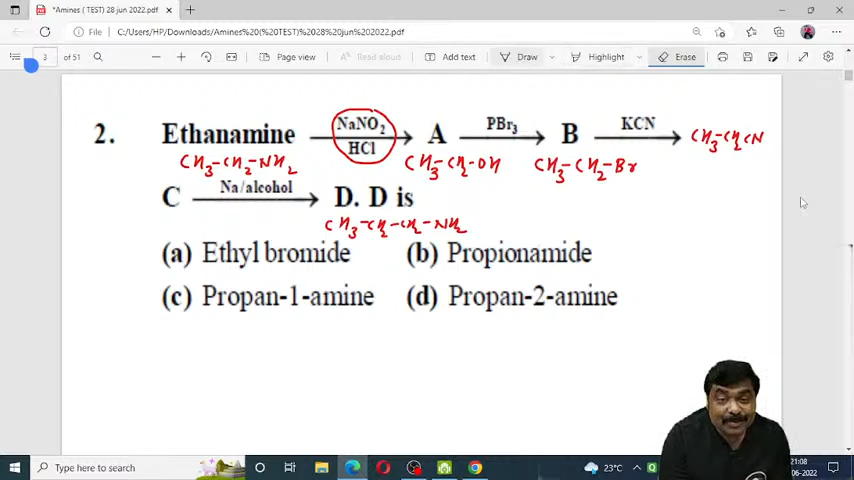 *Amines ( TEST) 28 jun 2022.pdf
File C:/Users/HP/Downloads/Amines%20(%20TEST)%2028%20jun%202022.pdf
3 of 51 Page view Read aloud Add text Draw Highlight Erase
2. Ethanamine NaNO2 HCl A PBr3 B KCN CH3-CH2CN
CH3-CH2-NH2 CH3-CH2-OH CH3-CH2-Br
C Na/alcohol D. D is
CH3-CH2-CH2-NH2
(a) Ethyl bromide (b) Propionamide
(c) Propan-1-amine (d) Propan-2-amine
Type here to search 23°C 21:08
06-2022